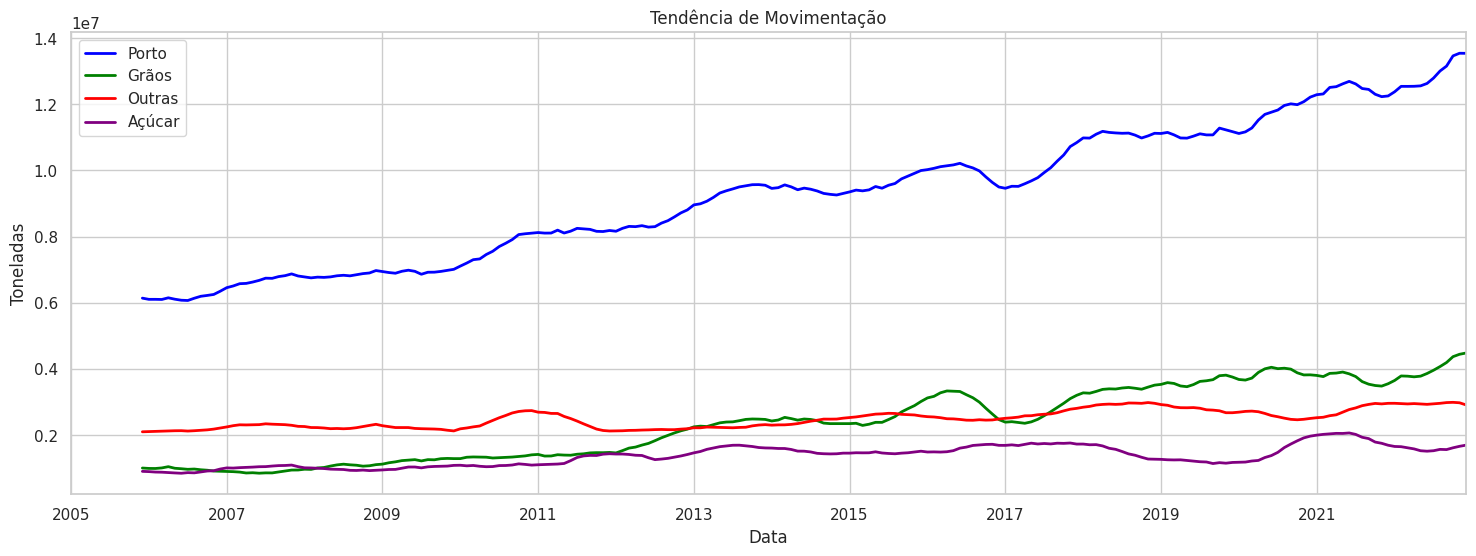 Tendência de Movimentação
1e7
Porto
Grãos
Outras
Açúcar
1.4
1.2
1.0
0.8
0.6
0.4
0.2
Toneladas
2005 2007 2009 2011 2013 2015 2017 2019 2021
Data